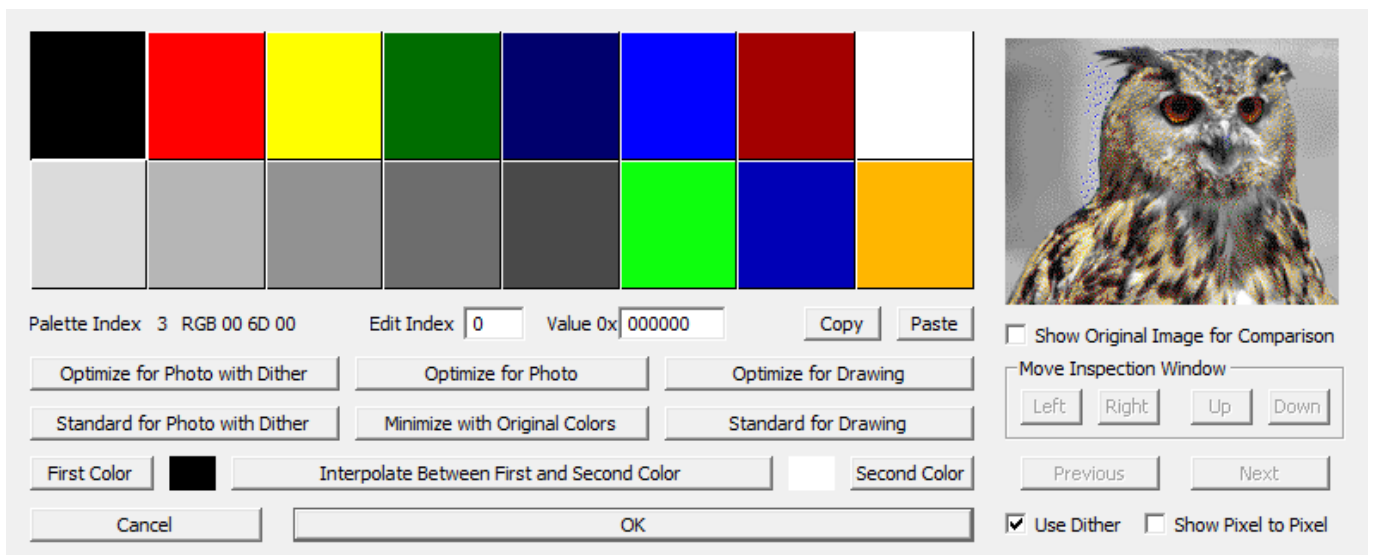 Palette Index 3 RGB 00 6D 00 Edit Index 0 Value 0x 000000 Copy Paste
Show Original Image for Comparison
Optimize for Photo with Dither Optimize for Photo Optimize for Drawing
Move Inspection Window
Left Right Up Down
Standard for Photo with Dither Minimize with Original Colors Standard for Drawing
First Color Interpolate Between First and Second Color Second Color
Previous Next
Cancel OK
Use Dither Show Pixel to Pixel